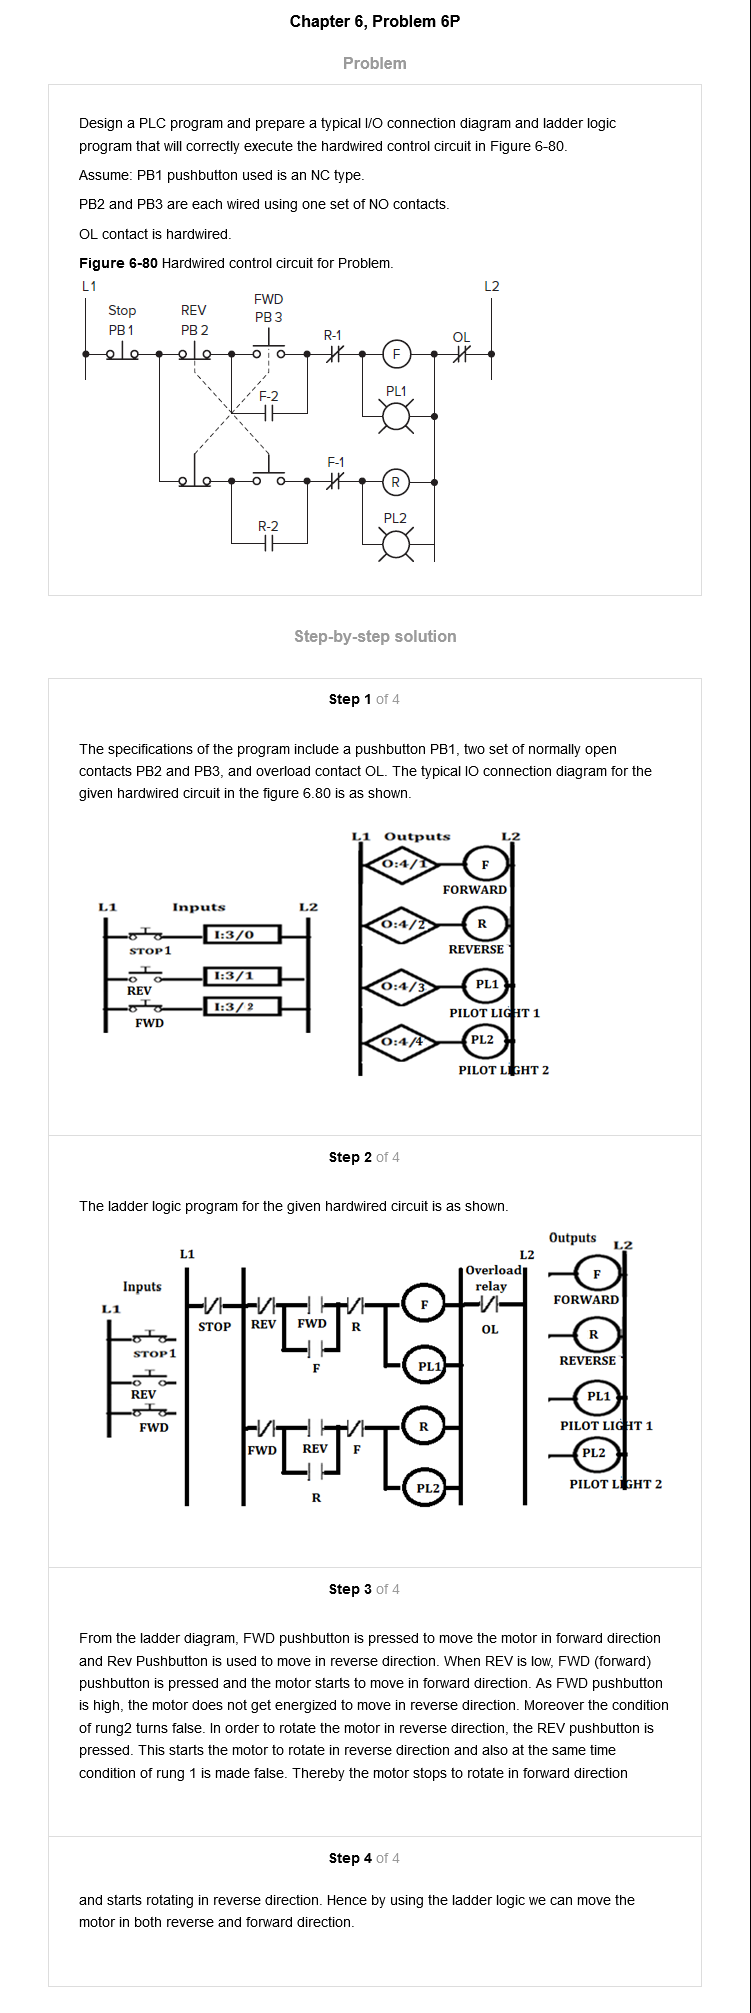 Chapter 6, Problem 6P
Problem
Design a PLC program and prepare a typical I/O connection diagram and ladder logic
program that will correctly execute the hardwired control circuit in Figure 6-80.
Assume: PB1 pushbutton used is an NC type.
PB2 and PB3 are each wired using one set of NO contacts.
OL contact is hardwired.
Figure 6-80 Hardwired control circuit for Problem.
L1
L2
Stop
PB 1
REV
PB 2
FWD
PB 3
R-1
F
OL
F-2
PL1
F-1
R
R-2
PL2
Step-by-step solution
Step 1 of 4
The specifications of the program include a pushbutton PB1, two set of normally open
contacts PB2 and PB3, and overload contact OL. The typical IO connection diagram for the
given hardwired circuit in the figure 6.80 is as shown.
L1 Inputs L2
STOP1
I:3/0
REV
I:3/1
FWD
I:3/2
L1 Outputs L2
O:4/1
F
FORWARD
O:4/2
R
REVERSE
O:4/3
PL1
PILOT LIGHT 1
O:4/4
PL2
PILOT LIGHT 2
Step 2 of 4
The ladder logic program for the given hardwired circuit is as shown.
Inputs
L1
STOP1
REV
FWD
L1
L2
STOP
REV
FWD
R
F
F
PL1
Overload
relay
OL
FWD
REV
F
R
R
PL2
Outputs
L2
F
FORWARD
R
REVERSE
PL1
PILOT LIGHT 1
PL2
PILOT LIGHT 2
Step 3 of 4
From the ladder diagram, FWD pushbutton is pressed to move the motor in forward direction
and Rev Pushbutton is used to move in reverse direction. When REV is low, FWD (forward)
pushbutton is pressed and the motor starts to move in forward direction. As FWD pushbutton
is high, the motor does not get energized to move in reverse direction. Moreover the condition
of rung2 turns false. In order to rotate the motor in reverse direction, the REV pushbutton is
pressed. This starts the motor to rotate in reverse direction and also at the same time
condition of rung 1 is made false. Thereby the motor stops to rotate in forward direction
Step 4 of 4
and starts rotating in reverse direction. Hence by using the ladder logic we can move the
motor in both reverse and forward direction.